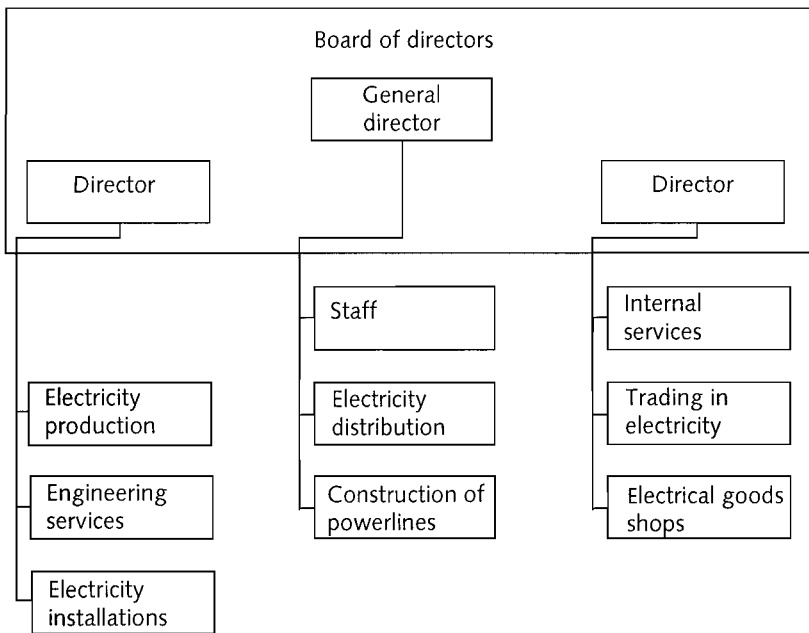 Board of directors
General
director
Director
Director
Staff
Internal
services
Electricity
production
Electricity
distribution
Trading in
electricity
Engineering
services
Construction of
powerlines
Electrical goods
shops
Electricity
installations